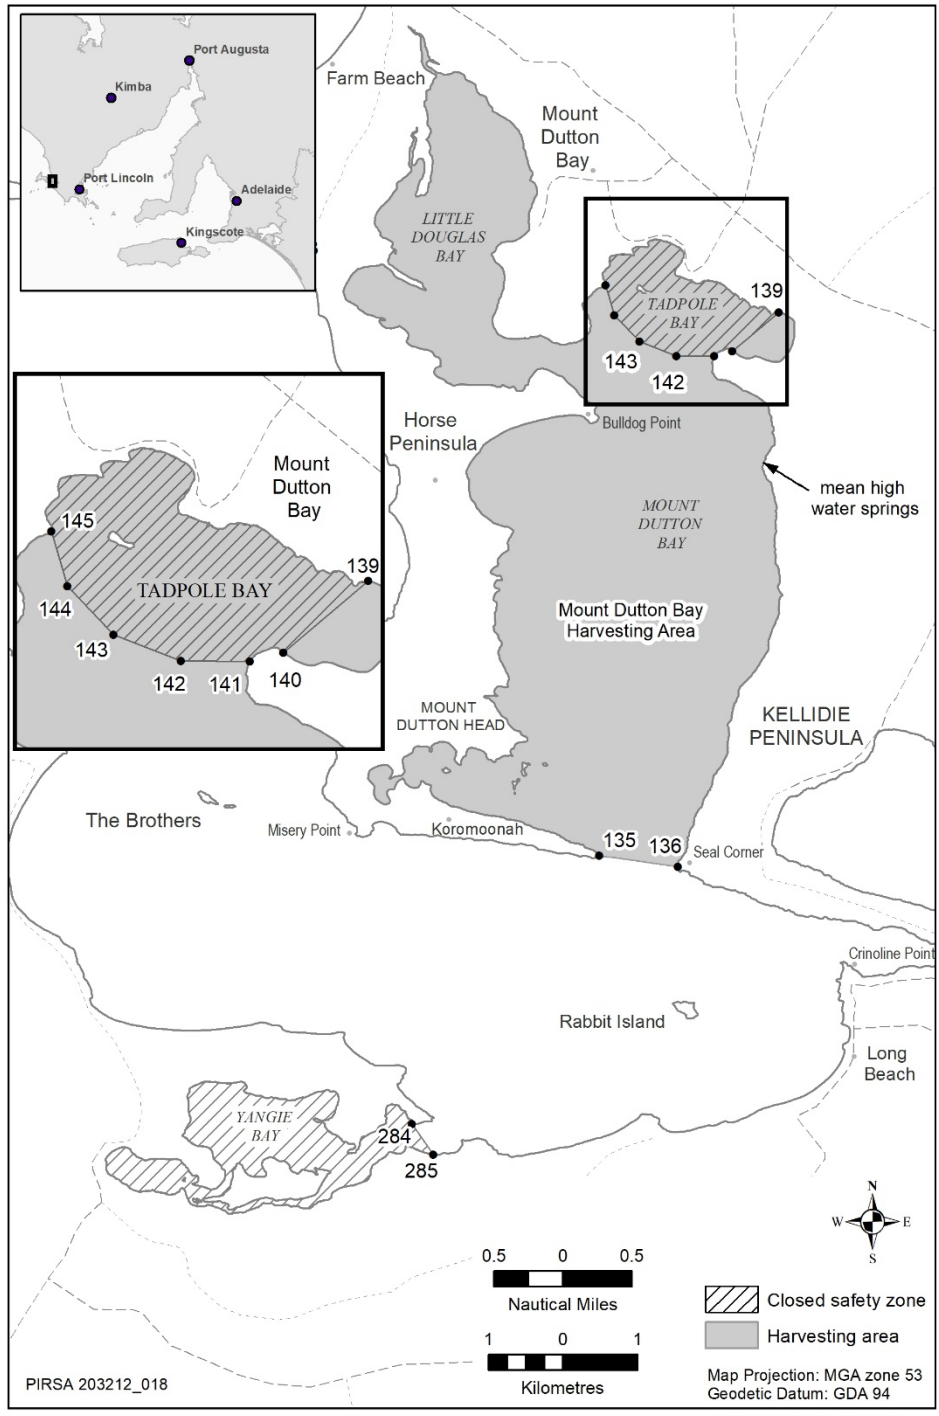 Port Augusta
Kimba
Port Lincoln
Adelaide
Kingscote
Farm Beach
Mount
Dutton
Bay
LITTLE
DOUGLAS
BAY
139
TADPOLE
BAY
143
142
Bulldog Point
Horse
Peninsula
mean high
water springs
MOUNT
DUTTON
BAY
Mount Dutton Bay
Harvesting Area
Mount
Dutton
Bay
145
139
TADPOLE BAY
144
143
142
141
140
MOUNT
DUTTON HEAD
KELLIDIE
PENINSULA
The Brothers
Misery Point
Koromoonah
135
136
Seal Corner
Crinoline Point
Rabbit Island
Long
Beach
YANGIE
BAY
284
285
N
W
E
S
0.5 0 0.5
Nautical Miles
1 0 1
Kilometres
Closed safety zone
Harvesting area
PIRSA 203212_018
Map Projection: MGA zone 53
Geodetic Datum: GDA 94